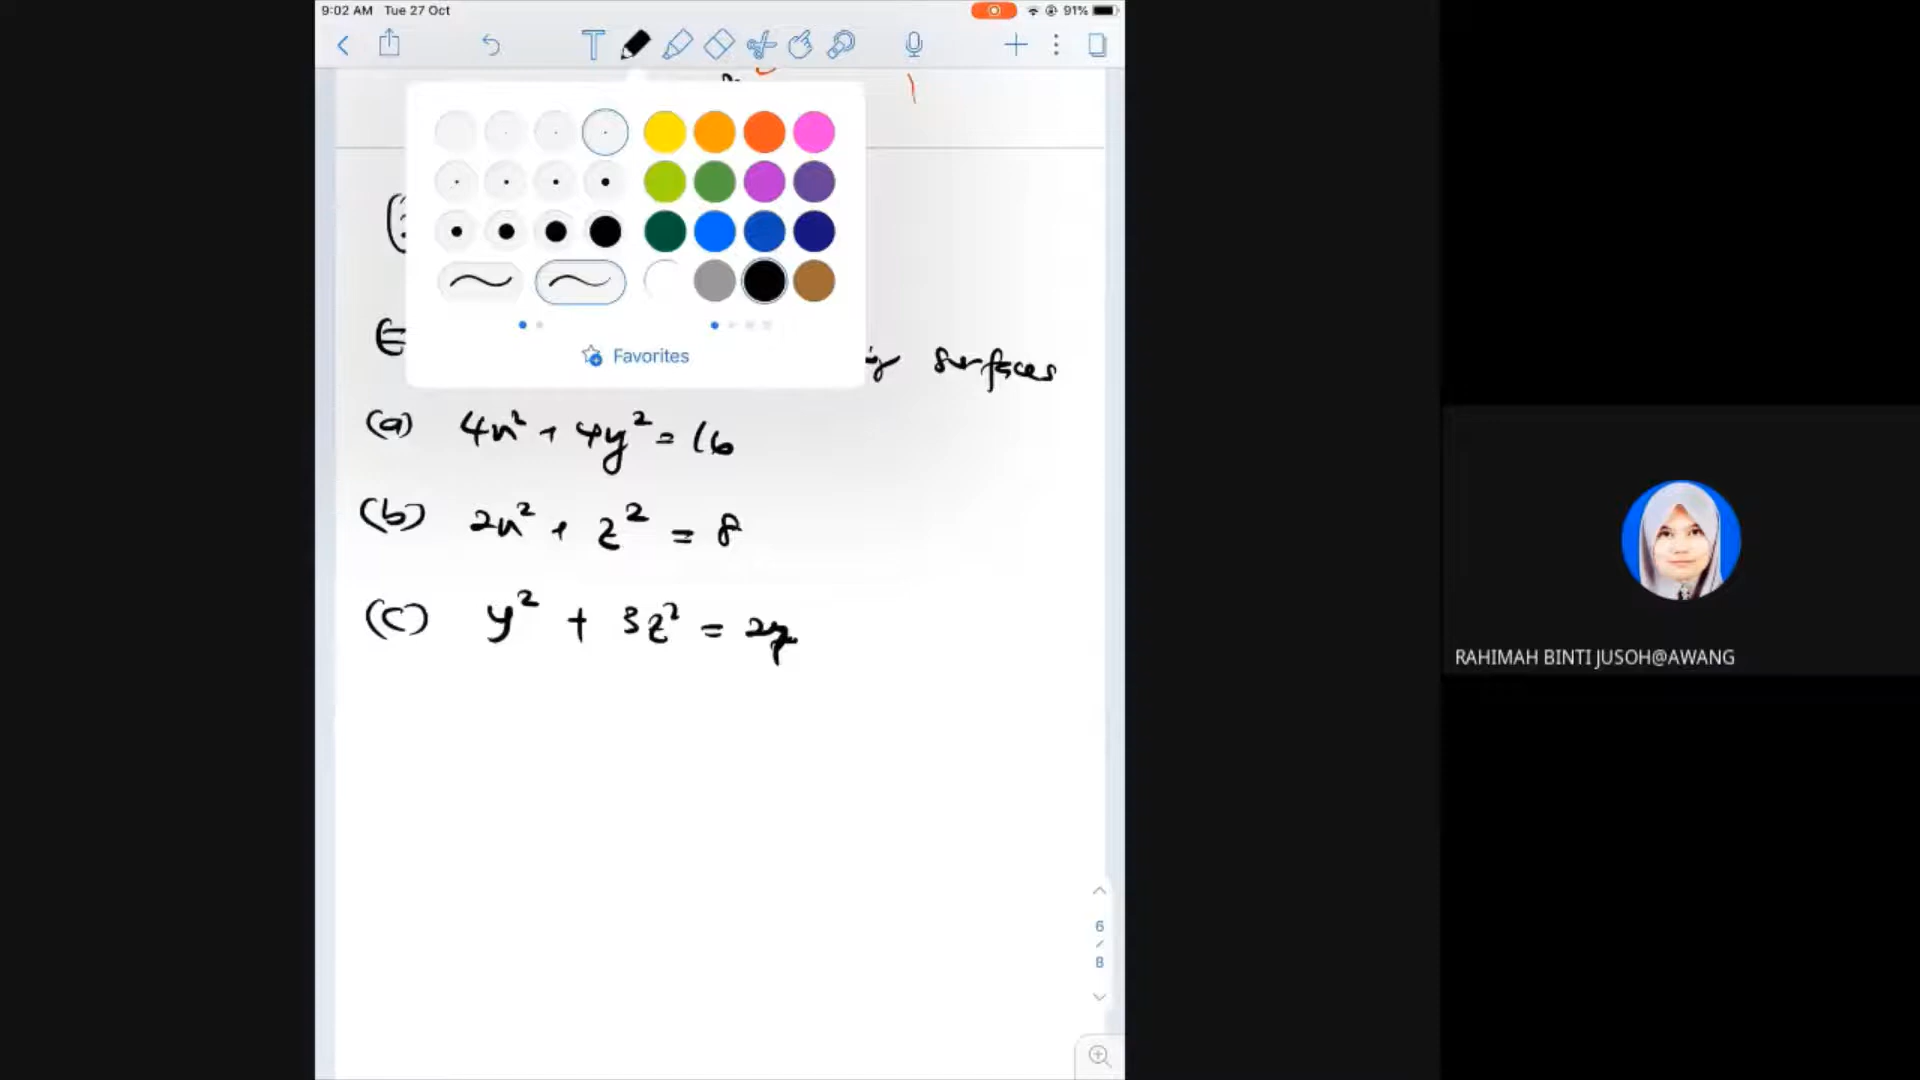 9:02 AM Tue 27 Oct
91%
T
Favorites
surfaces
(a) 4x² + 4y² = 16
(b) 2x² + z² = 8
(c) y² + 3z² = 27
6
8
RAHIMAH BINTI JUSOH@AWANG